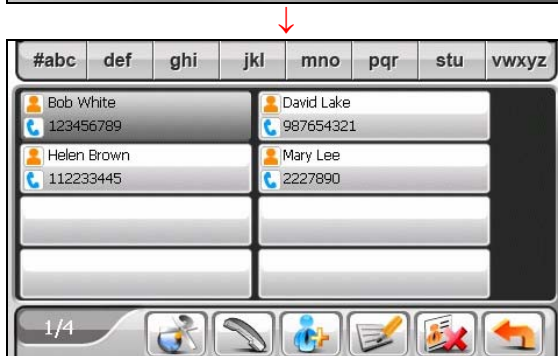 #abc def ghi jkl mno pqr stu vwxyz
Bob White David Lake
123456789 987654321
Helen Brown Mary Lee
112233445 2227890
1/4